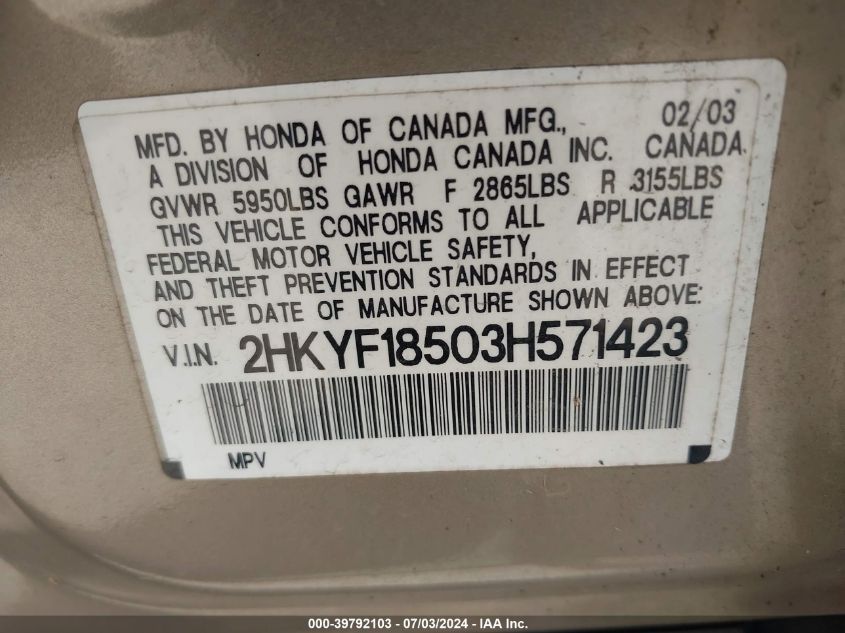 MFD. BY HONDA OF CANADA MFG., 02/03
A DIVISION OF HONDA CANADA INC. CANADA
GVWR 5950LBS GAWR F 2865LBS R 3155LBS
THIS VEHICLE CONFORMS TO ALL APPLICABLE
FEDERAL MOTOR VEHICLE SAFETY,
AND THEFT PREVENTION STANDARDS IN EFFECT
ON THE DATE OF MANUFACTURE SHOWN ABOVE:
V.I.N. 2HKYF18503H571423
MPV
000-39792103 - 07/03/2024 - IAA Inc.